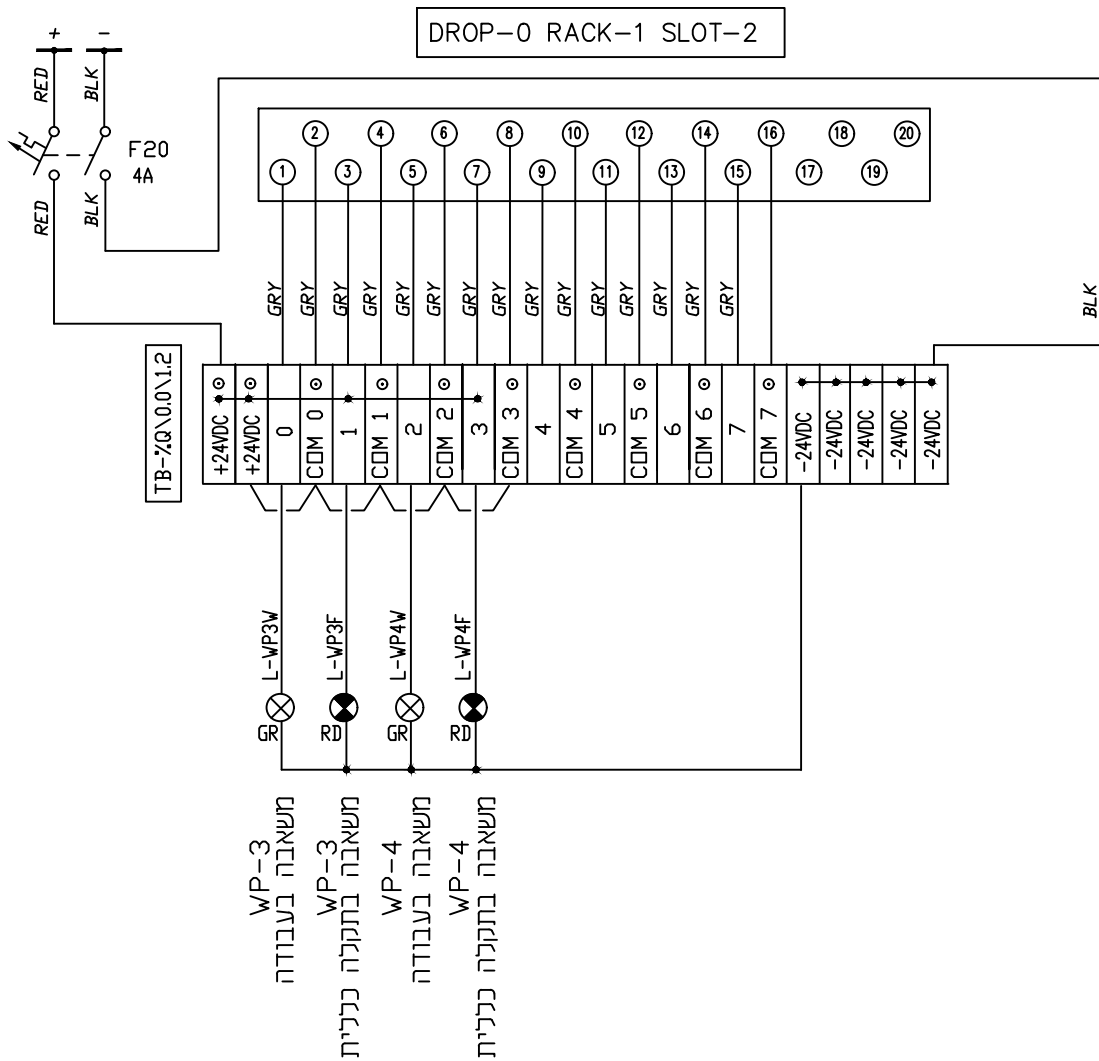 DROP-0 RACK-1 SLOT-2
+ -
RED BLK
F20
4A
RED BLK
2 4 6 8 10 12 14 16 18 20
1 3 5 7 9 11 13 15 17 19
GRY GRY GRY GRY GRY GRY GRY GRY GRY GRY GRY GRY GRY GRY GRY
BLK
TB-%Q\0.0\1.2
+24VDC
+24VDC
0
COM 0
1
COM 1
2
COM 2
3
COM 3
4
COM 4
5
COM 5
6
COM 6
7
COM 7
-24VDC
-24VDC
-24VDC
-24VDC
-24VDC
L-WP3W
L-WP3F
L-WP4W
L-WP4F
GR RD GR RD
WP-3
משאבה בעבודה
WP-3
משאבה בתקלה כללית
WP-4
משאבה בעבודה
WP-4
משאבה בתקלה כללית